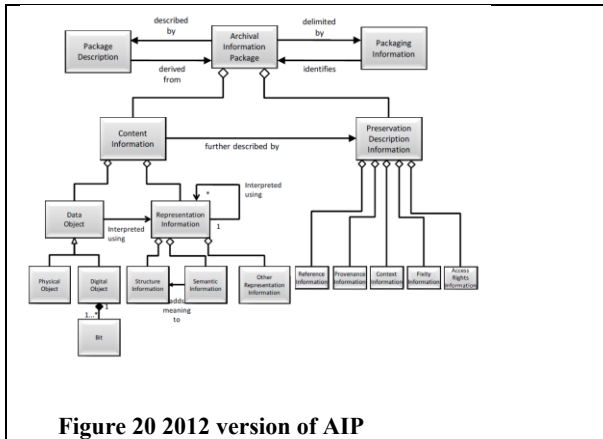 described
by
Archival
Information
Package
delimited
by
Package
Description
Packaging
Information
derived
from
identifies
Content
Information
further described by
Preservation
Description
Information
Data
Object
Interpreted
using
Representation
Information
*
1
Interpreted
using
Physical
Object
Digital
Object
Structure
Information
Semantic
Information
Other
Representation
Information
Reference
Information
Provenance
Information
Context
Information
Fixity
Information
Access
Rights
Information
adds
meaning
to
1
1...*
Bit
Figure 20 2012 version of AIP